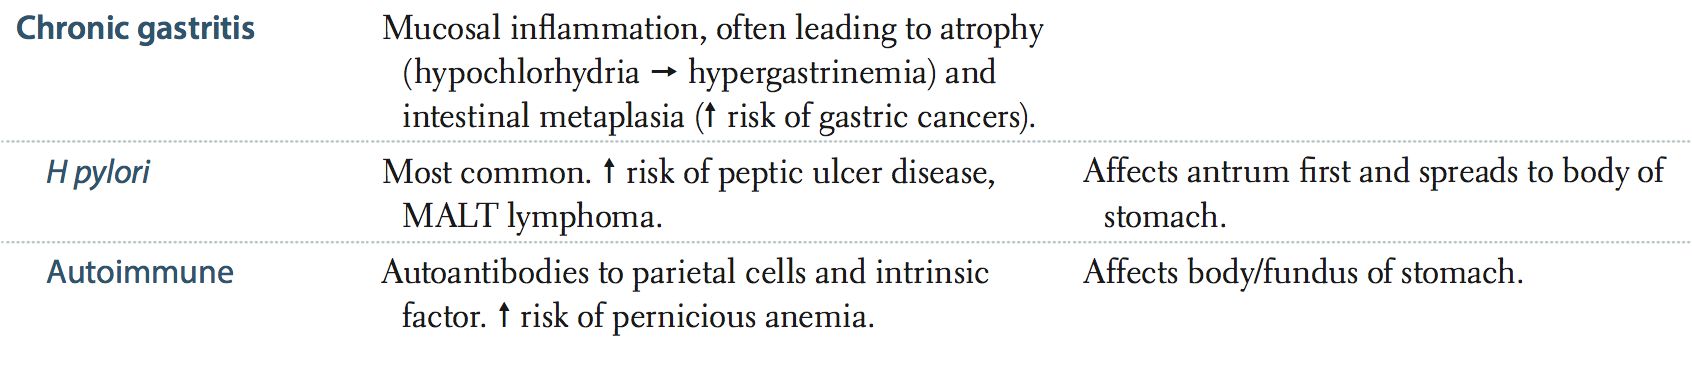 Chronic gastritis
Mucosal inflammation, often leading to atrophy
(hypochlorhydria → hypergastrinemia) and
intestinal metaplasia (↑ risk of gastric cancers).
H pylori
Most common. ↑ risk of peptic ulcer disease,
MALT lymphoma.
Affects antrum first and spreads to body of
stomach.
Autoimmune
Autoantibodies to parietal cells and intrinsic
factor. ↑ risk of pernicious anemia.
Affects body/fundus of stomach.